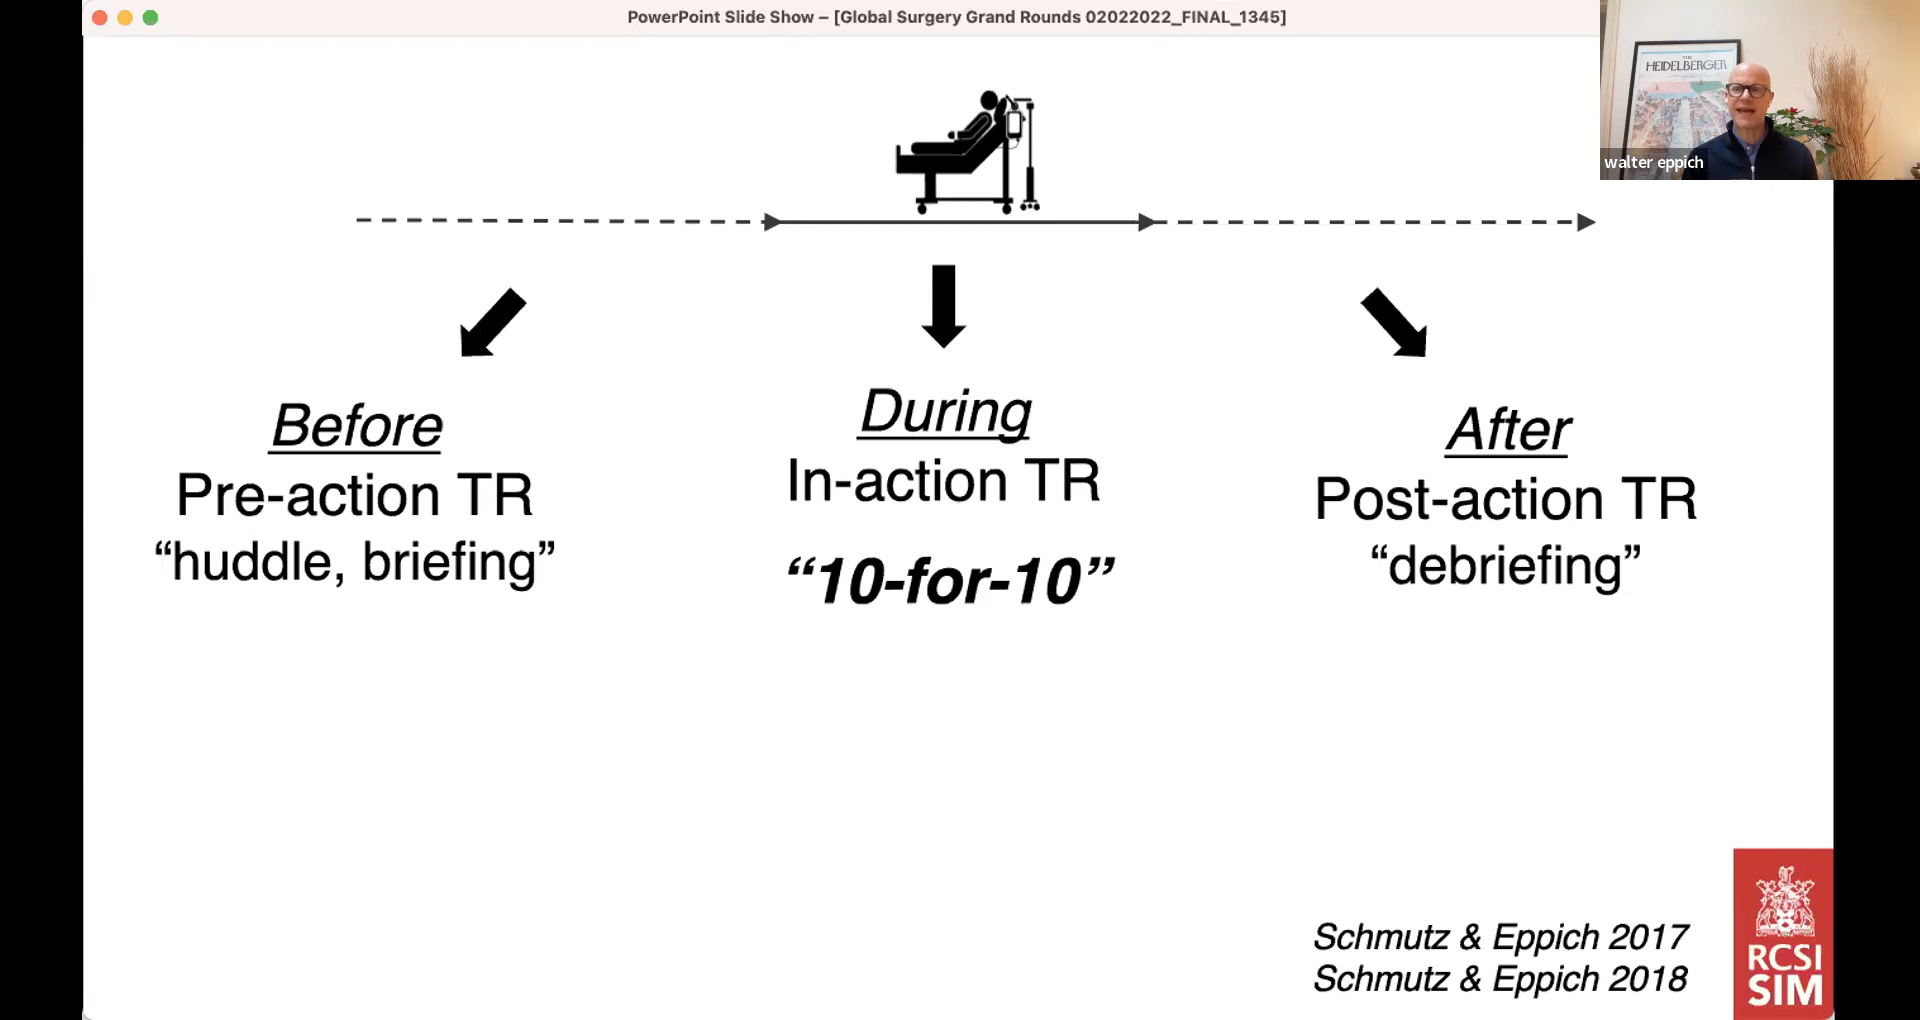 PowerPoint Slide Show – [Global Surgery Grand Rounds 02022022_FINAL_1345]
THE
HEIDELBERGER
walter eppich
Before
Pre-action TR
“huddle, briefing”
During
In-action TR
“10-for-10”
After
Post-action TR
“debriefing”
Schmutz & Eppich 2017
Schmutz & Eppich 2018
RCSI
SIM